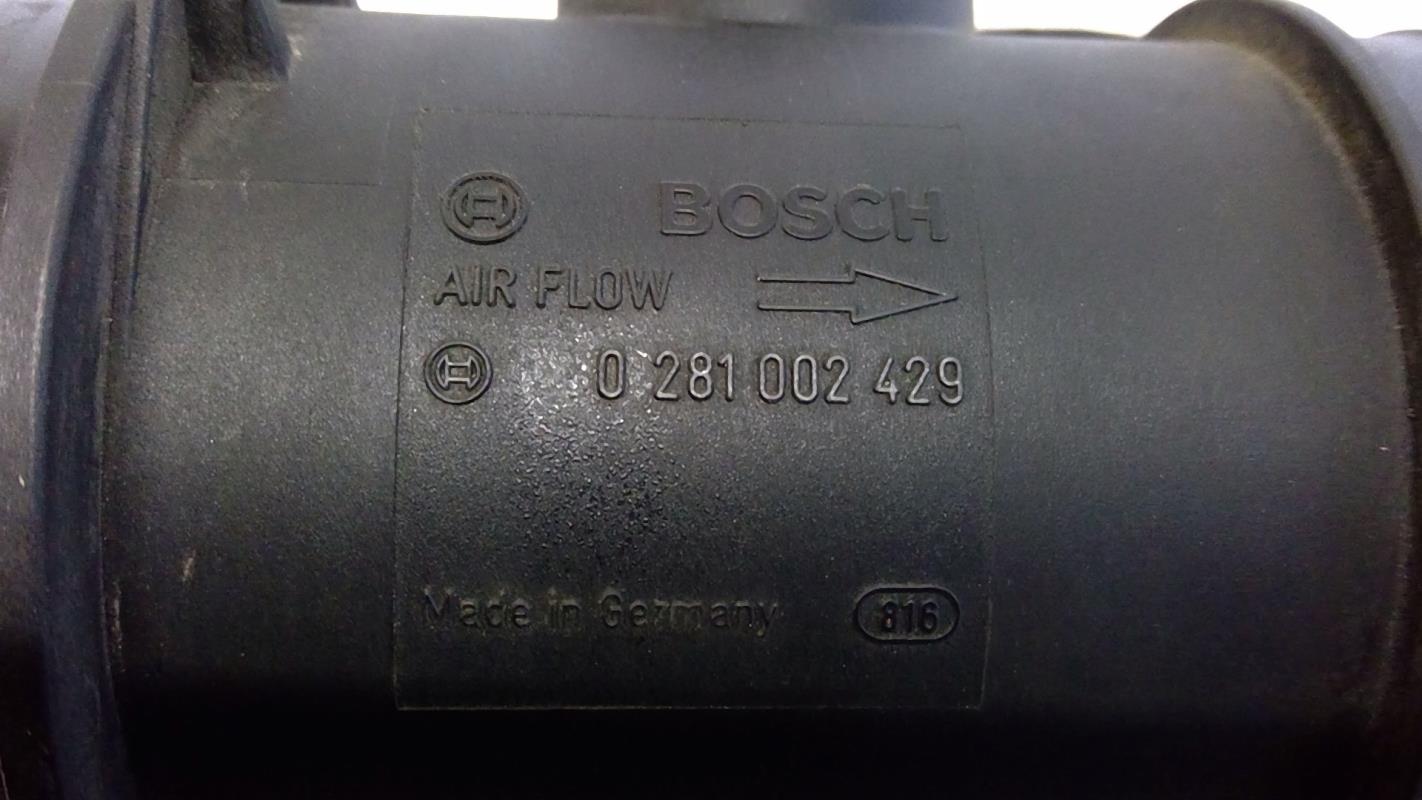 BOSCH
AIR FLOW
0 281 002 429
Made in Germany 816